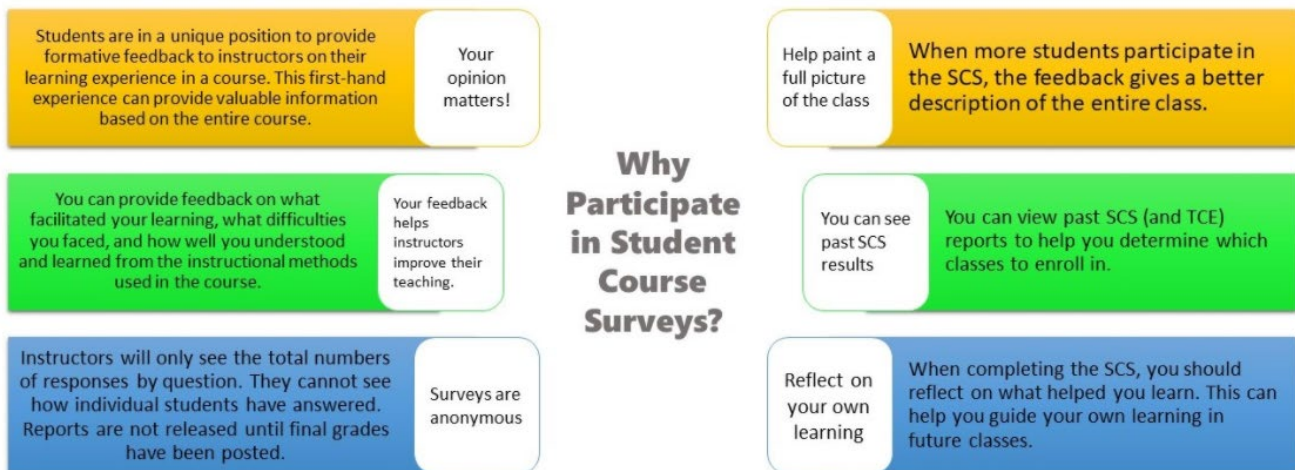 Students are in a unique position to provide
formative feedback to instructors on their
learning experience in a course. This first-hand
experience can provide valuable information
based on the entire course.
Your
opinion
matters!
You can provide feedback on what
facilitated your learning, what difficulties
you faced, and how well you understood
and learned from the instructional methods
used in the course.
Your feedback
helps
instructors
improve their
teaching.
Instructors will only see the total numbers
of responses by question. They cannot see
how individual students have answered.
Reports are not released until final grades
have been posted.
Surveys are
anonymous
Why
Participate
in Student
Course
Surveys?
Help paint a
full picture
of the class
When more students participate in
the SCS, the feedback gives a better
description of the entire class.
You can see
past SCS
results
You can view past SCS (and TCE)
reports to help you determine which
classes to enroll in.
Reflect on
your own
learning
When completing the SCS, you should
reflect on what helped you learn. This can
help you guide your own learning in
future classes.